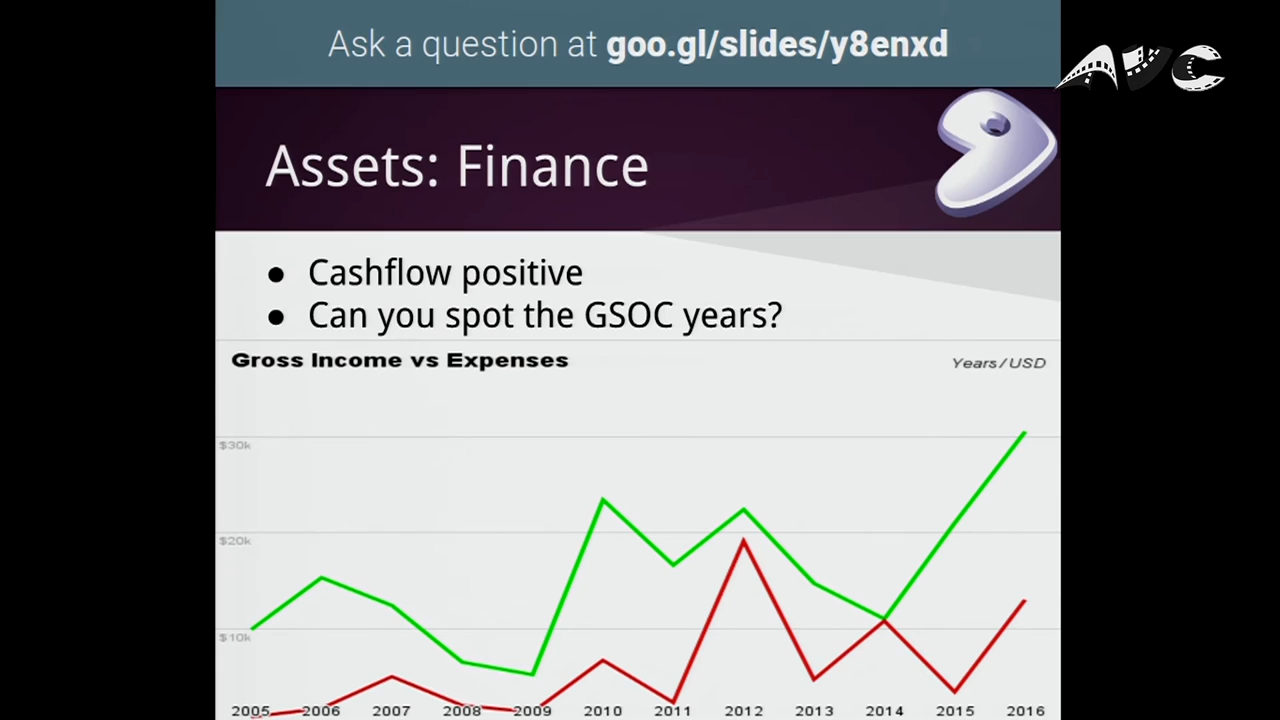 Ask a question at goo.gl/slides/y8enxd
AVC
Assets: Finance
● Cashflow positive
● Can you spot the GSOC years?
Gross Income vs Expenses
Years / USD
$30k
$20k
$10k
2005 2006 2007 2008 2009 2010 2011 2012 2013 2014 2015 2016